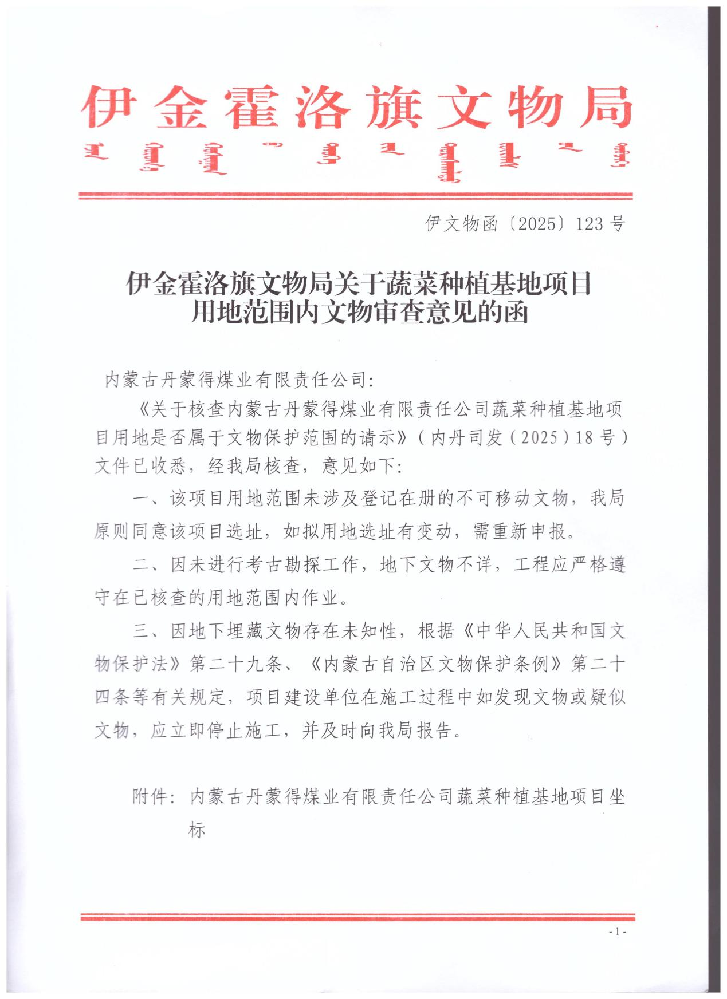 伊金霍洛旗文物局
伊文物函〔2025〕123 号
伊金霍洛旗文物局关于蔬菜种植基地项目
用地范围内文物审查意见的函
内蒙古丹蒙得煤业有限责任公司：
《关于核查内蒙古丹蒙得煤业有限责任公司蔬菜种植基地项
目用地是否属于文物保护范围的请示》（内丹司发（2025）18 号）
文件已收悉，经我局核查，意见如下：
一、该项目用地范围未涉及登记在册的不可移动文物，我局
原则同意该项目选址，如拟用地选址有变动，需重新申报。
二、因未进行考古勘探工作，地下文物不详，工程应严格遵
守在已核查的用地范围内作业。
三、因地下埋藏文物存在未知性，根据《中华人民共和国文
物保护法》第二十九条、《内蒙古自治区文物保护条例》第二十
四条等有关规定，项目建设单位在施工过程中如发现文物或疑似
文物，应立即停止施工，并及时向我局报告。
附件：内蒙古丹蒙得煤业有限责任公司蔬菜种植基地项目坐
标
- 1 -